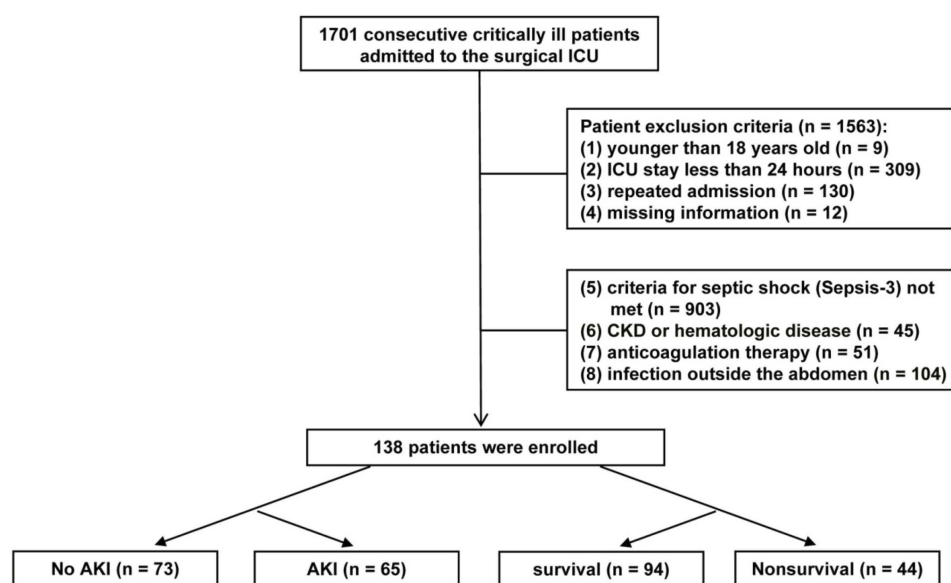 1701 consecutive critically ill patients
admitted to the surgical ICU
Patient exclusion criteria (n = 1563):
(1) younger than 18 years old (n = 9)
(2) ICU stay less than 24 hours (n = 309)
(3) repeated admission (n = 130)
(4) missing information (n = 12)
(5) criteria for septic shock (Sepsis-3) not
met (n = 903)
(6) CKD or hematologic disease (n = 45)
(7) anticoagulation therapy (n = 51)
(8) infection outside the abdomen (n = 104)
138 patients were enrolled
No AKI (n = 73)
AKI (n = 65)
survival (n = 94)
Nonsurvival (n = 44)